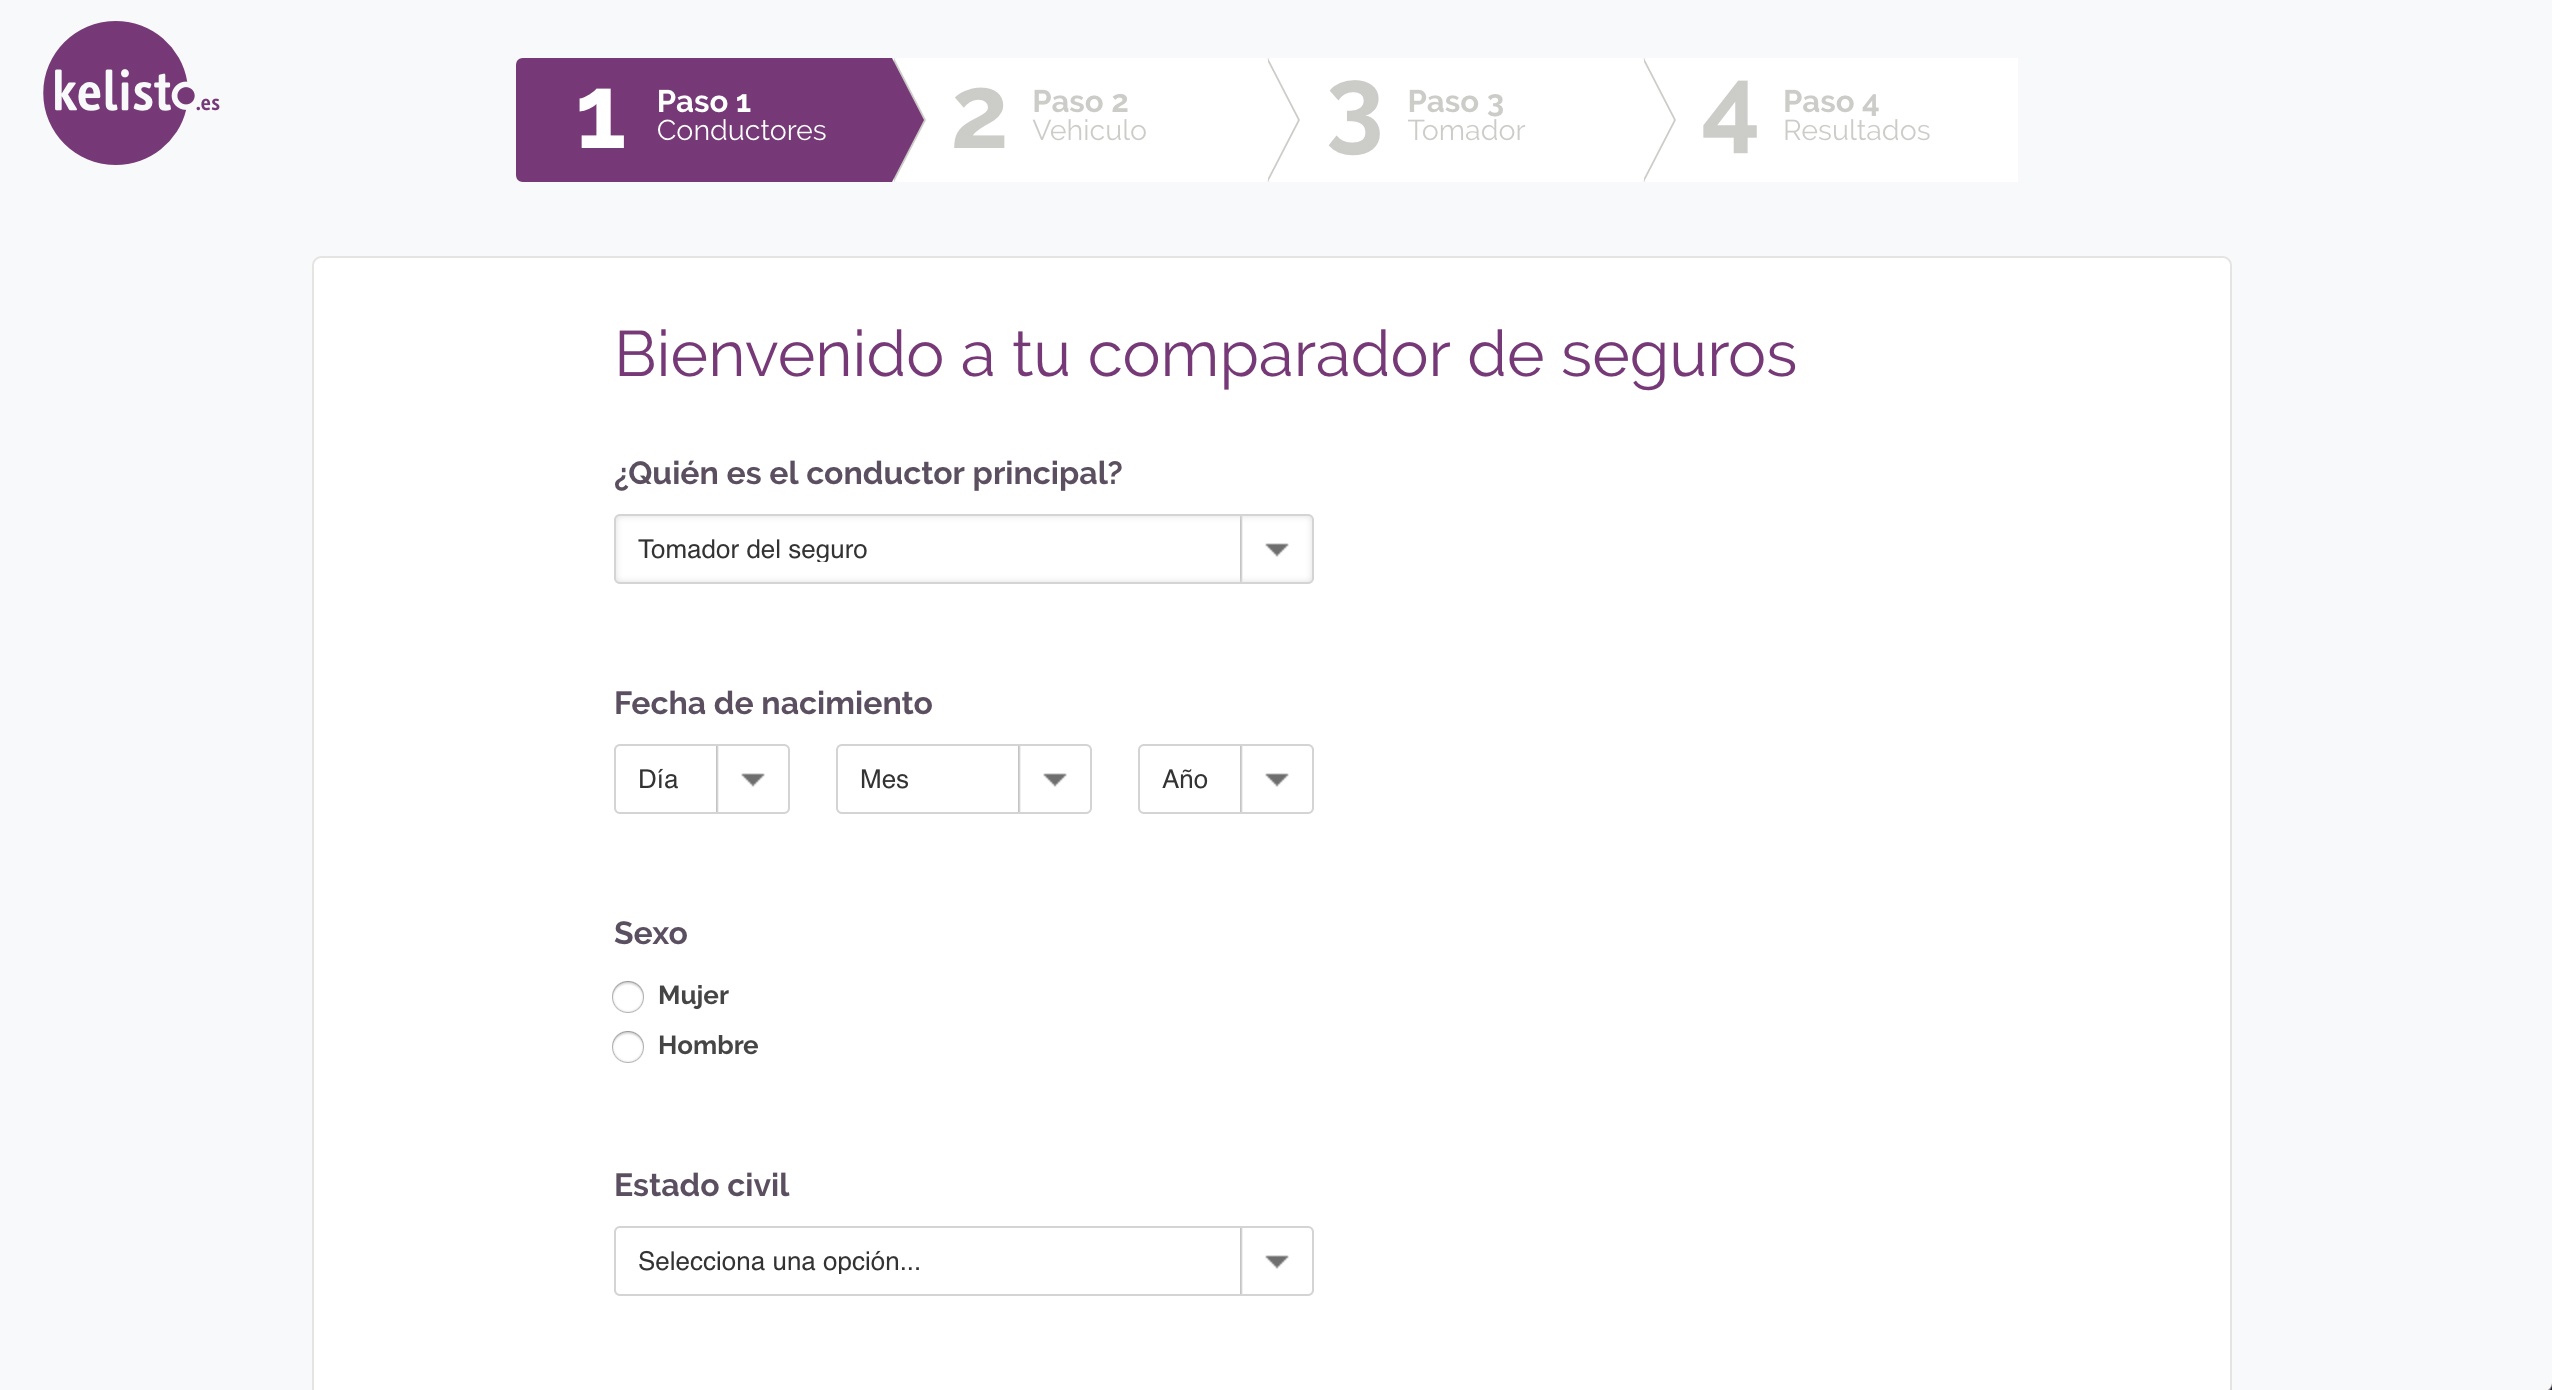 kelisto.es
1 Paso 1
Conductores
2 Paso 2
Vehiculo
3 Paso 3
Tomador
4 Paso 4
Resultados
Bienvenido a tu comparador de seguros
¿Quién es el conductor principal?
Tomador del seguro
Fecha de nacimiento
Día Mes Año
Sexo
Mujer
Hombre
Estado civil
Selecciona una opción...